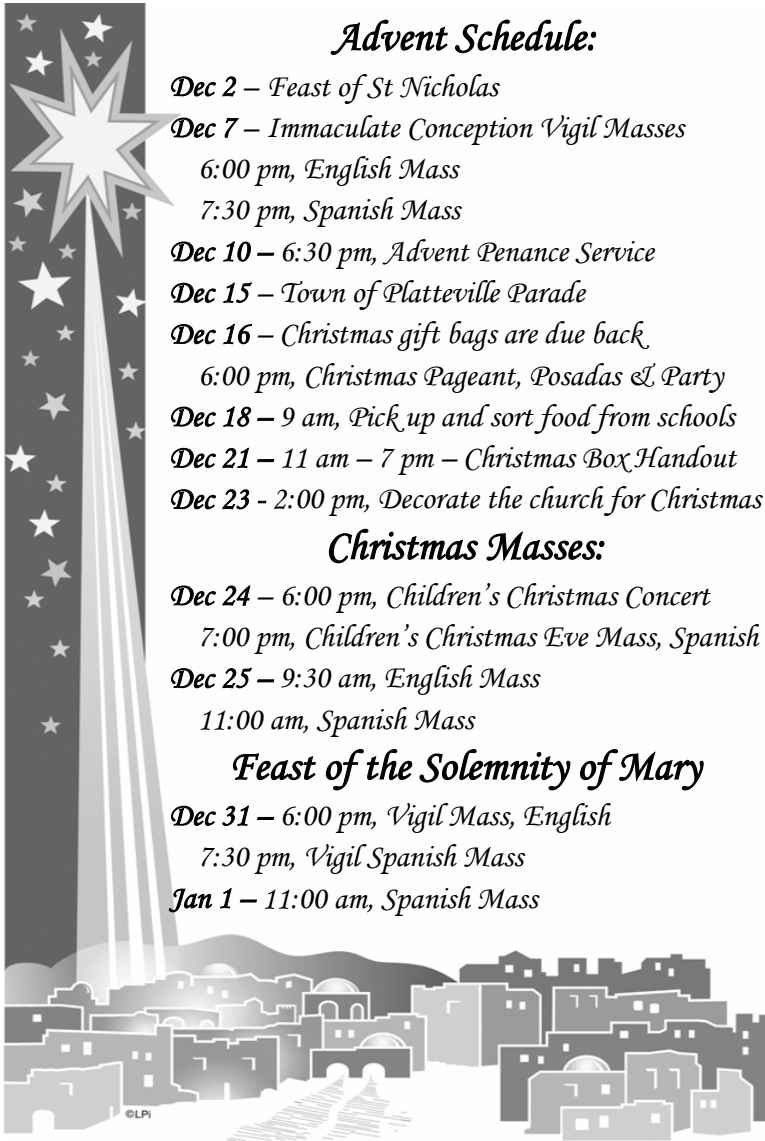 Advent Schedule:
Dec 2 – Feast of St Nicholas
Dec 7 – Immaculate Conception Vigil Masses
6:00 pm, English Mass
7:30 pm, Spanish Mass
Dec 10 – 6:30 pm, Advent Penance Service
Dec 15 – Town of Platteville Parade
Dec 16 – Christmas gift bags are due back
6:00 pm, Christmas Pageant, Posadas & Party
Dec 18 – 9 am, Pick up and sort food from schools
Dec 21 – 11 am – 7 pm – Christmas Box Handout
Dec 23 - 2:00 pm, Decorate the church for Christmas
Christmas Masses:
Dec 24 – 6:00 pm, Children’s Christmas Concert
7:00 pm, Children’s Christmas Eve Mass, Spanish
Dec 25 – 9:30 am, English Mass
11:00 am, Spanish Mass
Feast of the Solemnity of Mary
Dec 31 – 6:00 pm, Vigil Mass, English
7:30 pm, Vigil Spanish Mass
Jan 1 – 11:00 am, Spanish Mass
©LPi